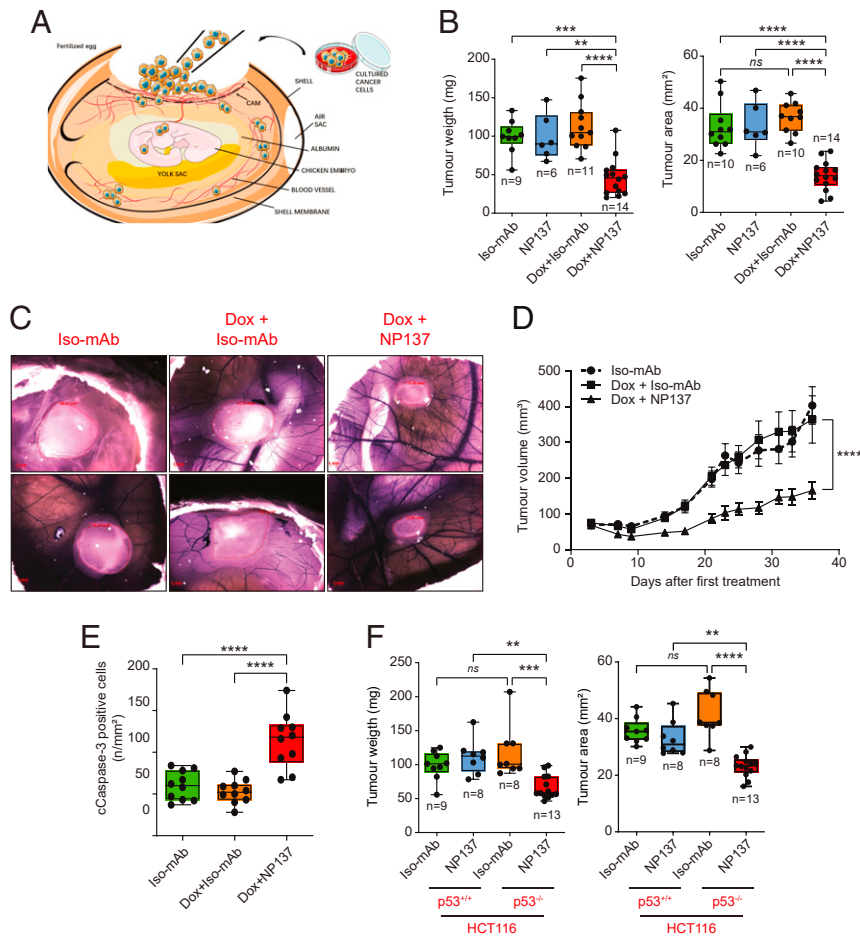 A
Fertilized egg
CULTURED
CANCER
CELLS
SHELL
CAM
AIR
SAC
ALBUMIN
CHICKEN EMBRYO
YOLK SAC
BLOOD VESSEL
SHELL MEMBRANE
B
Tumour weigth (mg)
200
150
100
50
0
***
**
****
n=9
n=6
n=11
n=14
Iso-mAb
NP137
Dox+Iso-mAb
Dox+NP137
Tumour area (mm²)
60
40
20
0
****
****
ns
****
n=10
n=6
n=10
n=14
Iso-mAb
NP137
Dox+Iso-mAb
Dox+NP137
C
Iso-mAb
Dox +
Iso-mAb
Dox +
NP137
D
Iso-mAb
Dox + Iso-mAb
Dox + NP137
Tumour volume (mm³)
500
400
300
200
100
0
0
10
20
30
40
Days after first treatment
****
E
cCaspase-3 positive cells
(n/mm²)
200
150
100
50
0
****
****
Iso-mAb
Dox+Iso-mAb
Dox+NP137
F
Tumour weigth (mg)
250
200
150
100
50
0
**
ns
***
n=9
n=8
n=8
n=13
Iso-mAb
NP137
Iso-mAb
NP137
p53+/+
p53-/-
HCT116
Tumour area (mm²)
60
40
20
0
**
ns
****
n=9
n=8
n=8
n=13
Iso-mAb
NP137
Iso-mAb
NP137
p53+/+
p53-/-
HCT116